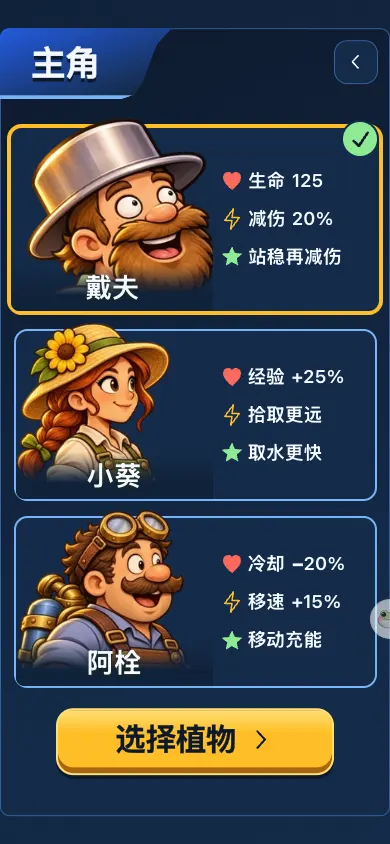 主角
生命 125
减伤 20%
站稳再减伤
戴夫
经验 +25%
拾取更远
取水更快
小葵
冷却 −20%
移速 +15%
移动充能
阿栓
选择植物